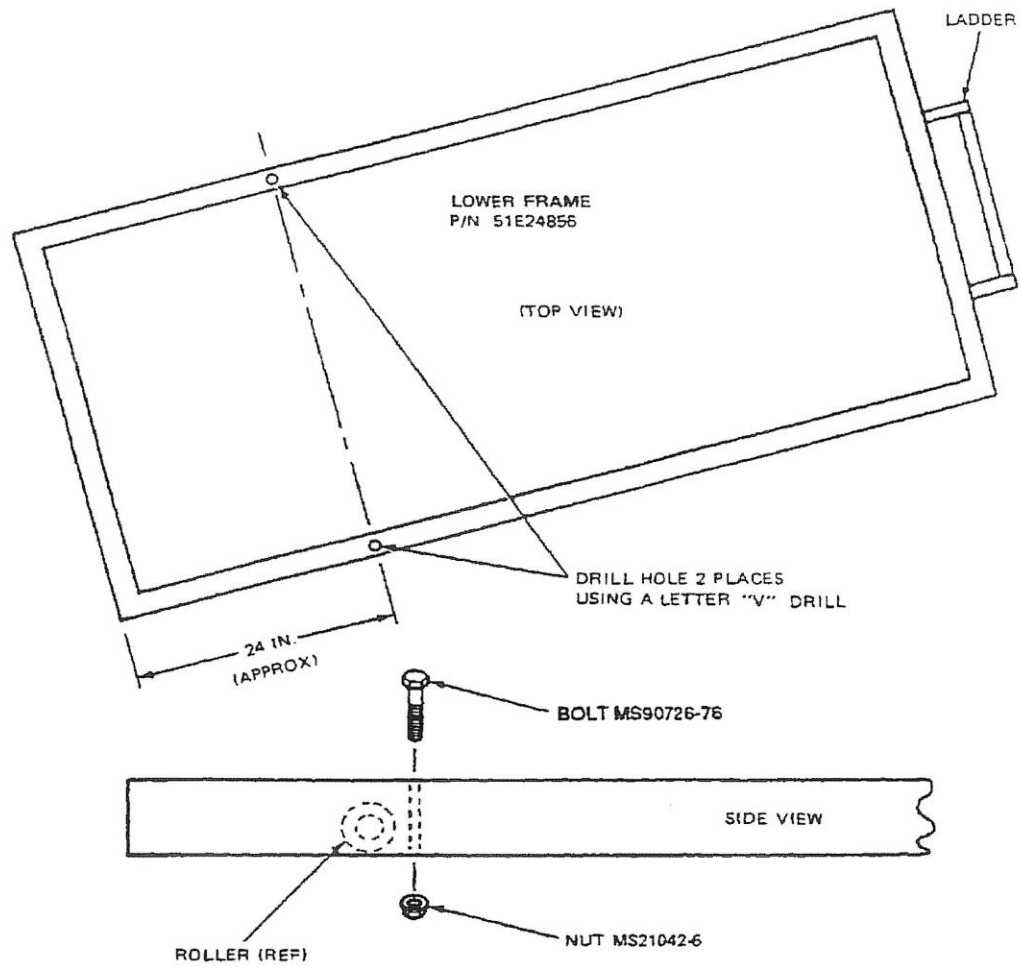 LADDER
LOWER FRAME
P/N 51E24856
(TOP VIEW)
DRILL HOLE 2 PLACES
USING A LETTER "V" DRILL
24 IN.
(APPROX)
BOLT MS90726-76
SIDE VIEW
NUT MS21042-6
ROLLER (REF)